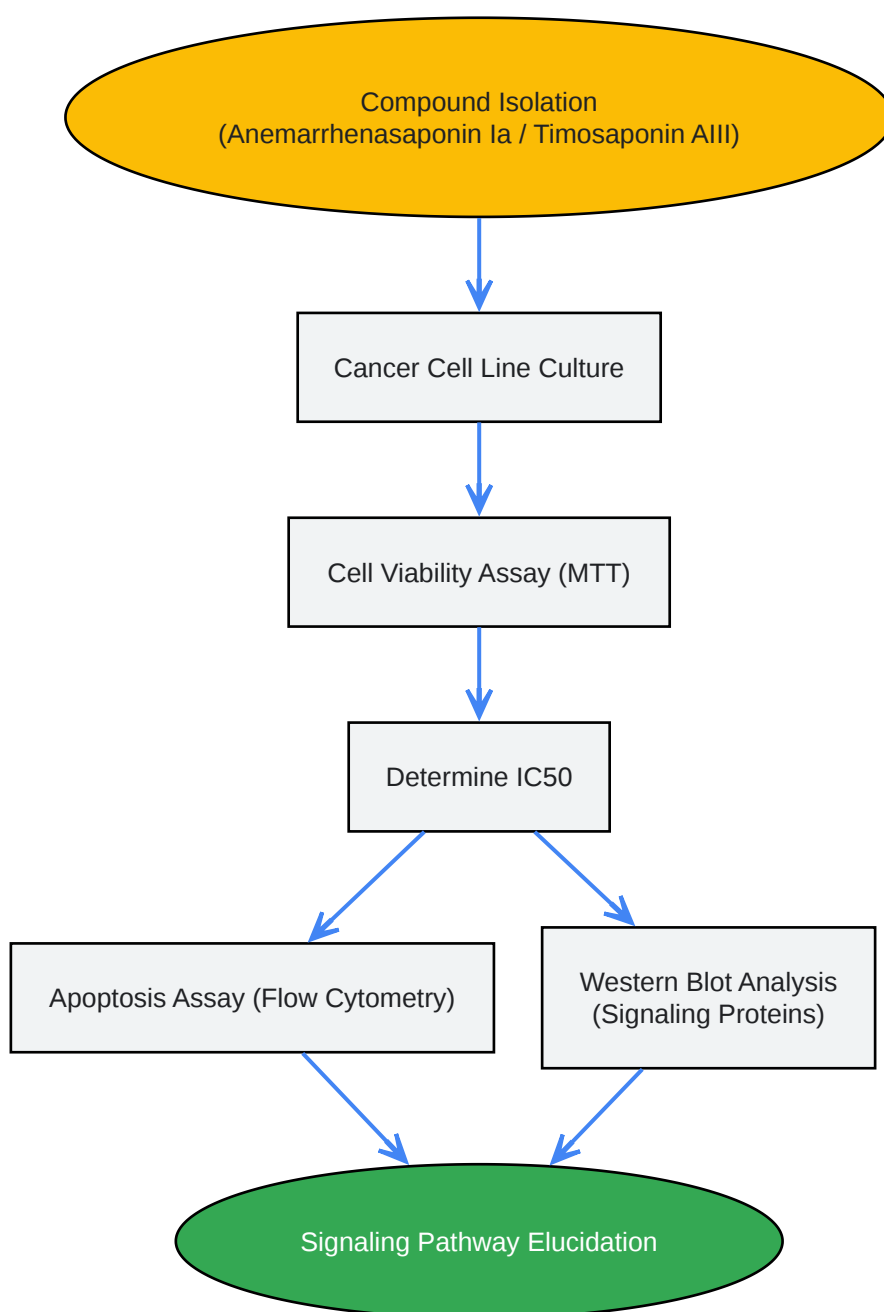 Compound Isolation
(Anemarrhenasaponin Ia / Timosaponin AIII)
Cancer Cell Line Culture
Cell Viability Assay (MTT)
Determine IC50
Apoptosis Assay (Flow Cytometry)
Western Blot Analysis
(Signaling Proteins)
Signaling Pathway Elucidation